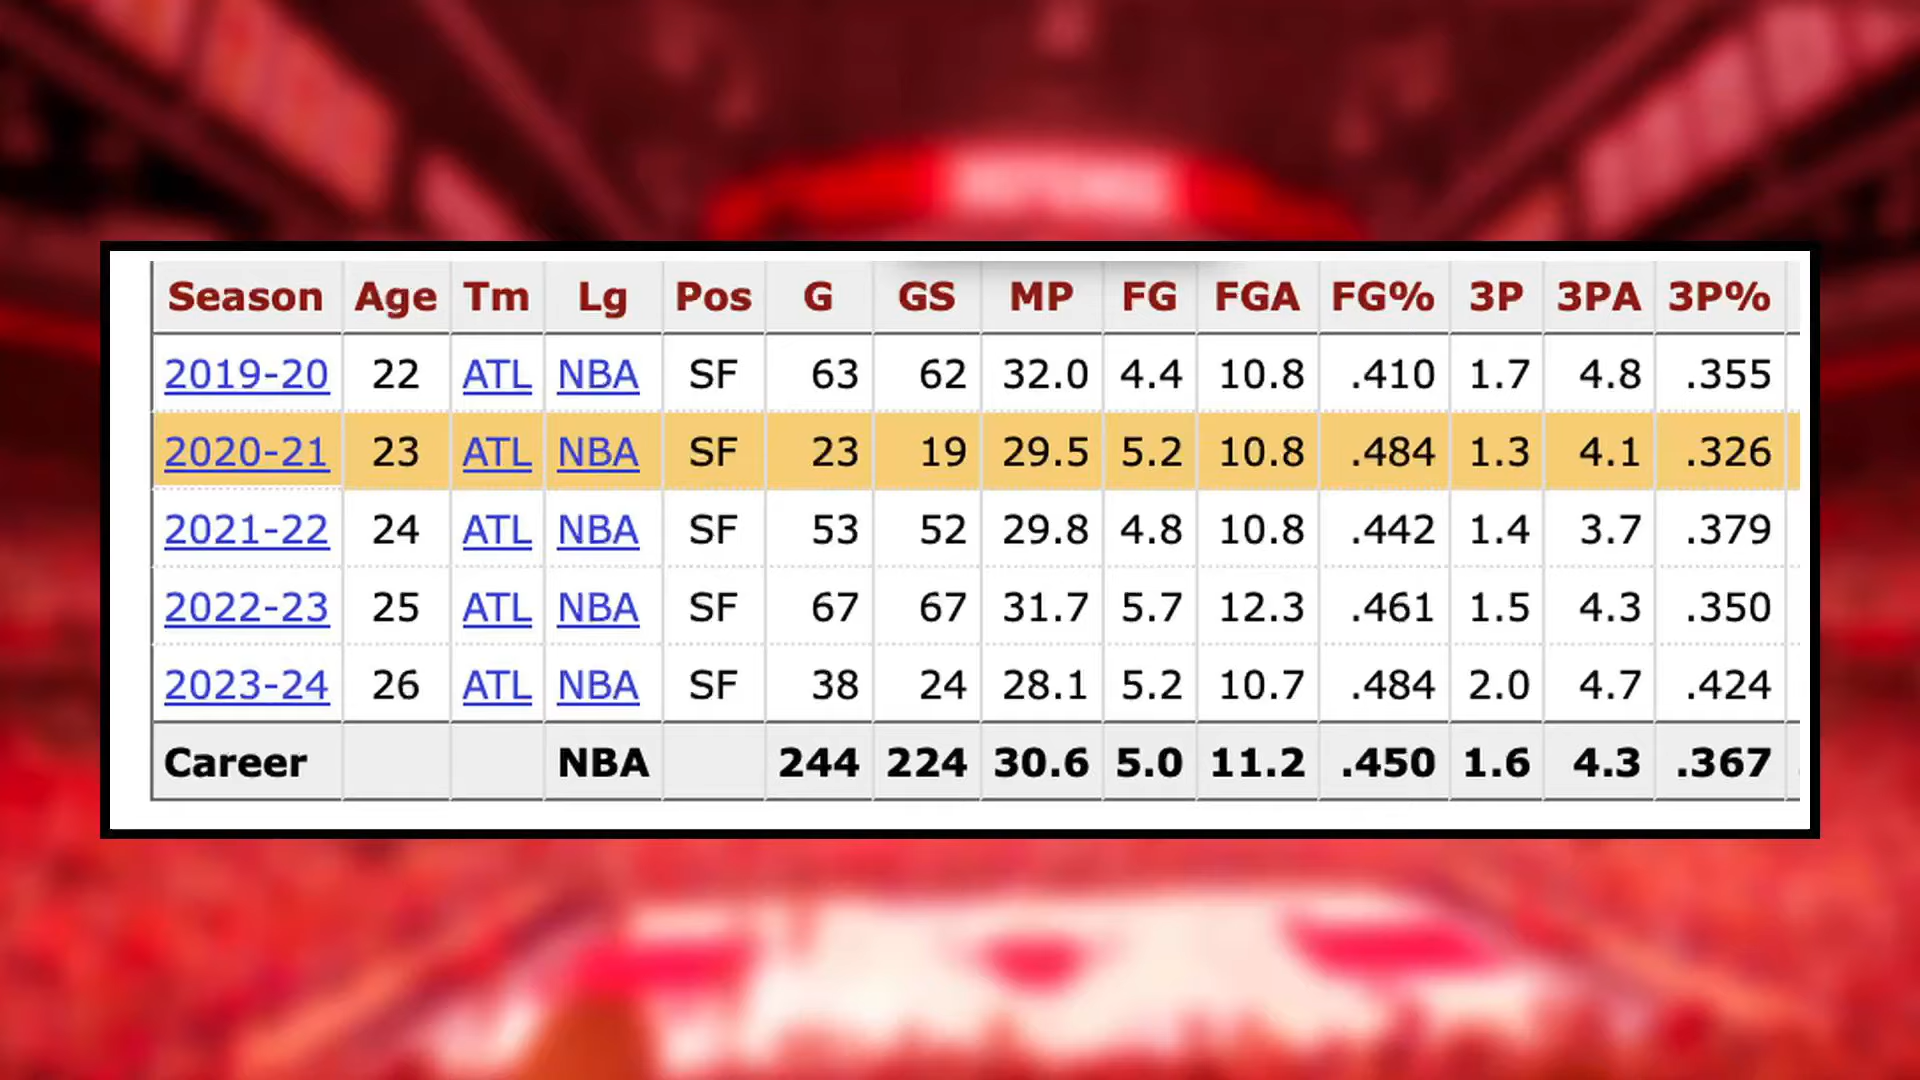 Season Age Tm Lg Pos G GS MP FG FGA FG% 3P 3PA 3P%
2019-20 22 ATL NBA SF 63 62 32.0 4.4 10.8 .410 1.7 4.8 .355
2020-21 23 ATL NBA SF 23 19 29.5 5.2 10.8 .484 1.3 4.1 .326
2021-22 24 ATL NBA SF 53 52 29.8 4.8 10.8 .442 1.4 3.7 .379
2022-23 25 ATL NBA SF 67 67 31.7 5.7 12.3 .461 1.5 4.3 .350
2023-24 26 ATL NBA SF 38 24 28.1 5.2 10.7 .484 2.0 4.7 .424
Career NBA 244 224 30.6 5.0 11.2 .450 1.6 4.3 .367